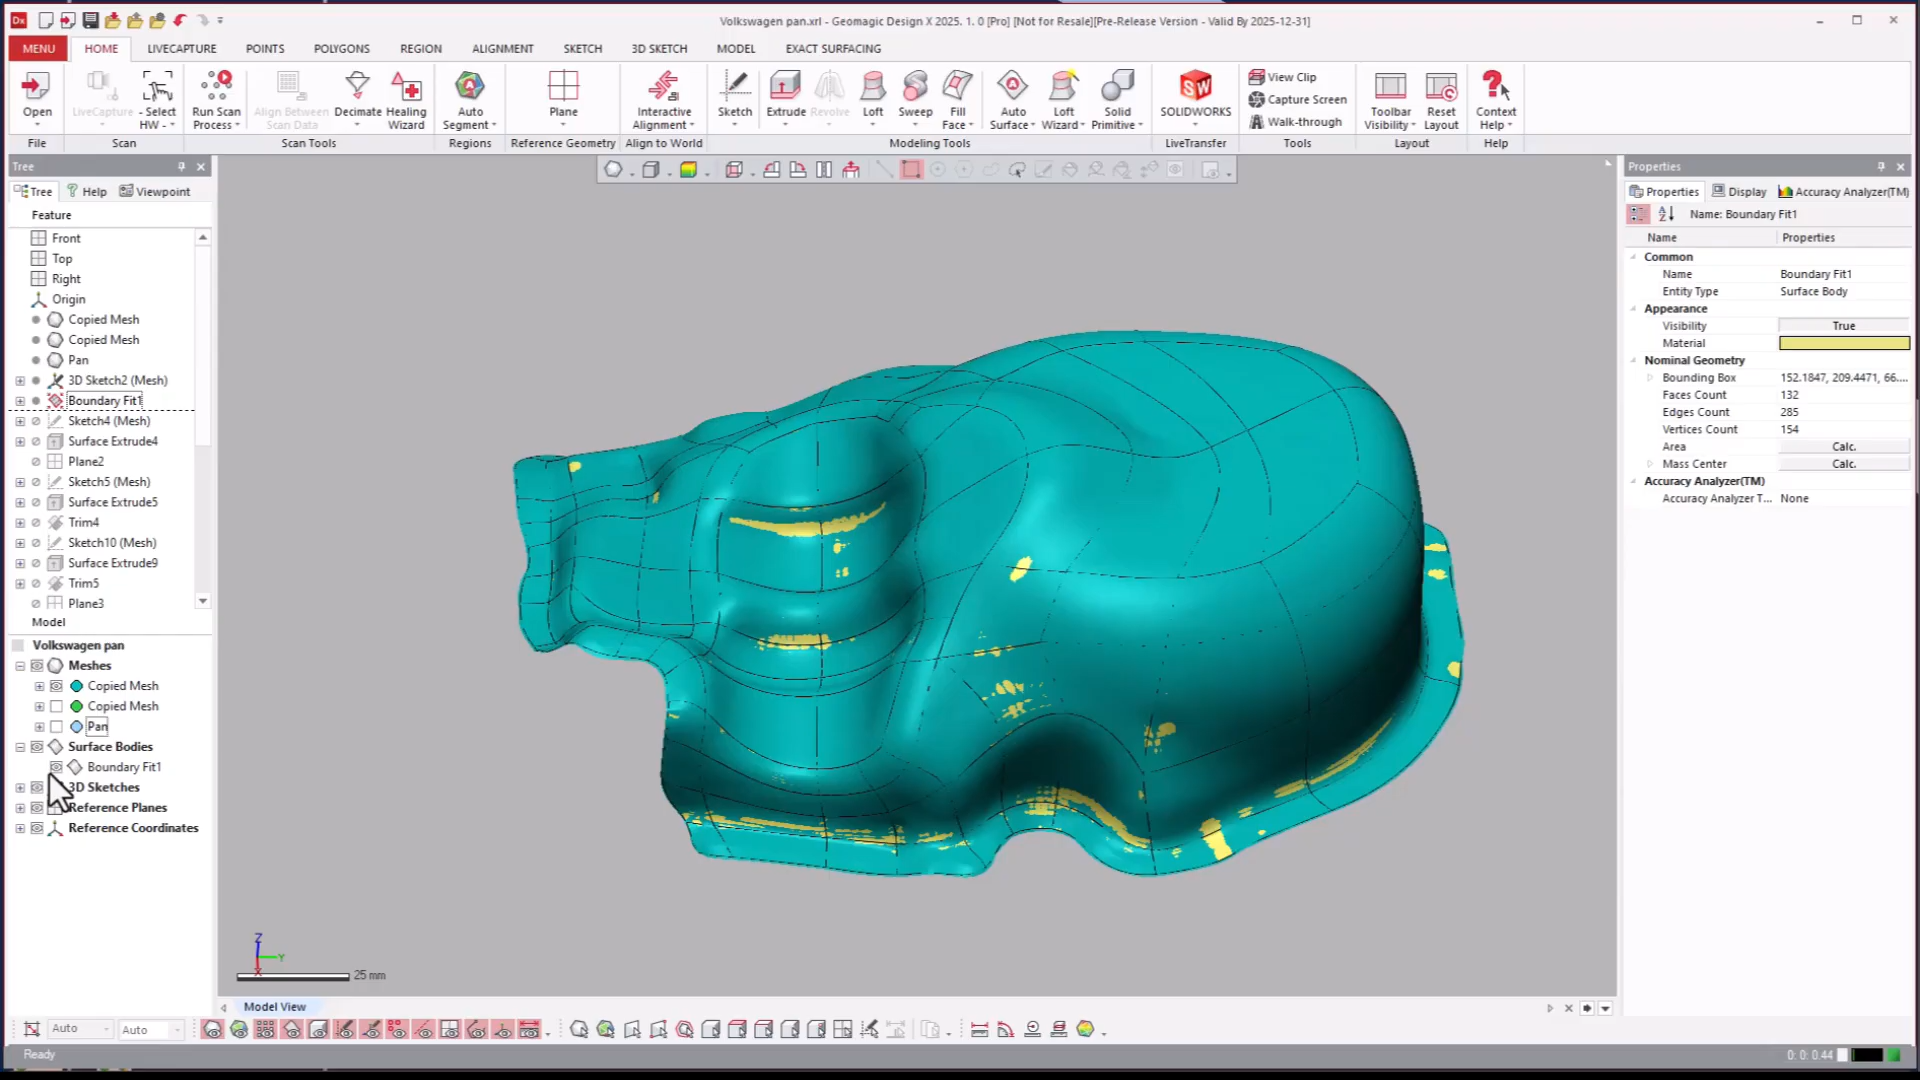 Dx
Volkswagen pan.xrl - Geomagic Design X 2025. 1. 0 [Pro] [Not for Resale][Pre-Release Version - Valid By 2025-12-31]
MENU HOME LIVECAPTURE POINTS POLYGONS REGION ALIGNMENT SKETCH 3D SKETCH MODEL EXACT SURFACING
Open LiveCapture - Select HW - Run Scan Process Align Between Scan Data Decimate Healing Wizard Auto Segment Plane Interactive Alignment Sketch Extrude Revolve Loft Sweep Fill Face Auto Surface Loft Wizard Solid Primitive SOLIDWORKS Toolbar Visibility Reset Layout Context Help
View Clip
Capture Screen
Walk-through
File Scan Scan Tools Regions Reference Geometry Align to World Modeling Tools LiveTransfer Tools Layout Help
Tree
Tree Help Viewpoint
Feature
Front
Top
Right
Origin
Copied Mesh
Copied Mesh
Pan
3D Sketch2 (Mesh)
Boundary Fit1
Sketch4 (Mesh)
Surface Extrude4
Plane2
Sketch5 (Mesh)
Surface Extrude5
Trim4
Sketch10 (Mesh)
Surface Extrude9
Trim5
Plane3
Model
Volkswagen pan
Meshes
Copied Mesh
Copied Mesh
Pan
Surface Bodies
Boundary Fit1
3D Sketches
Reference Planes
Reference Coordinates
Z
Y
X
25 mm
Model View
Properties
Properties Display Accuracy Analyzer(TM)
Name: Boundary Fit1
Name Properties
Common
Name Boundary Fit1
Entity Type Surface Body
Appearance
Visibility True
Material
Nominal Geometry
Bounding Box 152.1847, 209.4471, 66....
Faces Count 132
Edges Count 285
Vertices Count 154
Area Calc.
Mass Center Calc.
Accuracy Analyzer(TM)
Accuracy Analyzer T... None
Auto Auto
Ready
0: 0: 0.44